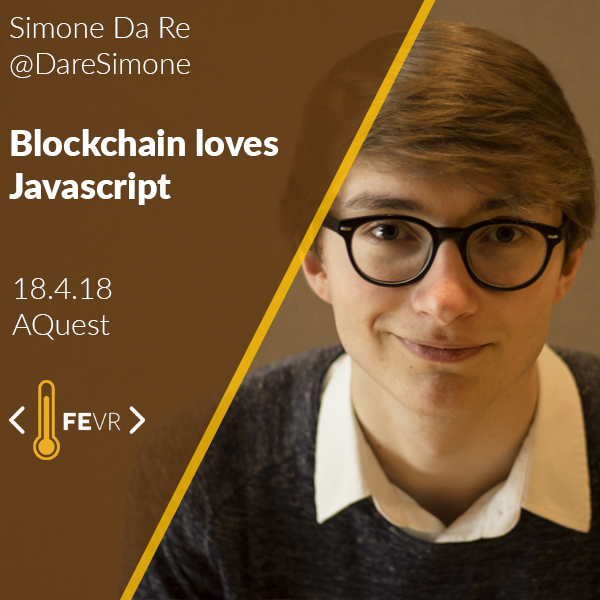 Simone Da Re
@DareSimone
Blockchain loves
Javascript
18.4.18
AQuest
FEVR